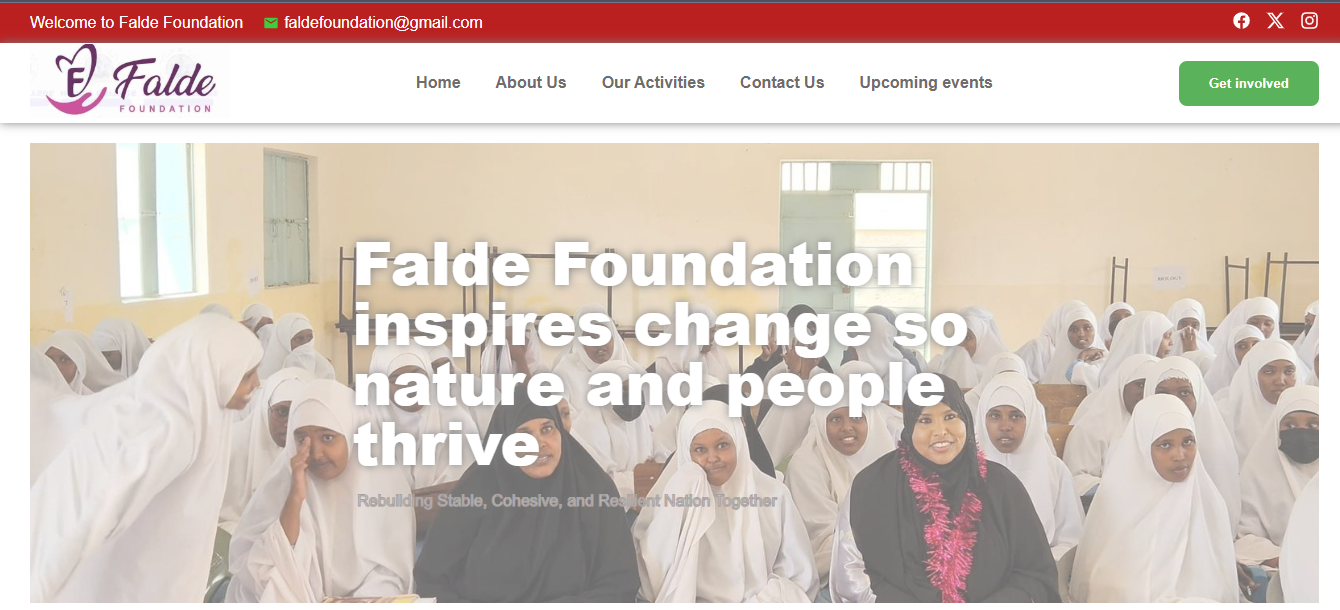 Welcome to Falde Foundation faldefoundation@gmail.com
Falde
FOUNDATION
Home About Us Our Activities Contact Us Upcoming events
Get involved
Falde Foundation
inspires change so
nature and people
thrive
Rebuilding Stable, Cohesive, and Resilient Nation Together